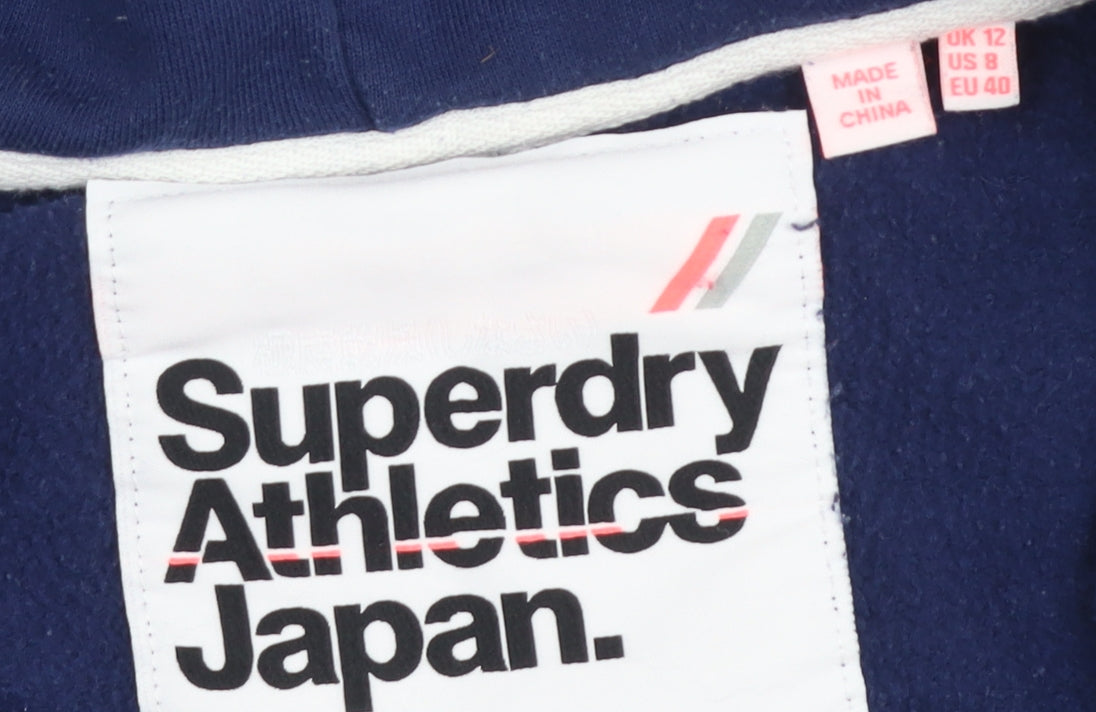 UK 12
US 8
EU 40
MADE
IN
CHINA
Superdry
Athletics
Japan.